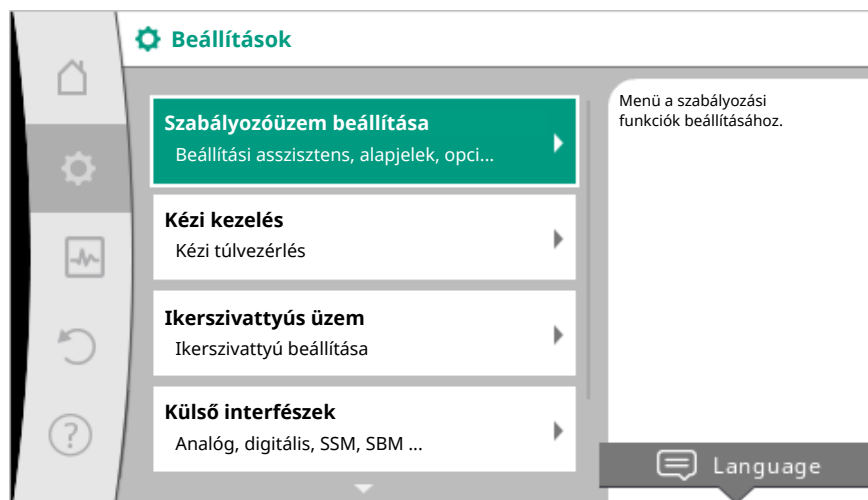 Beállítások
Szabályozóüzem beállítása
Beállítási asszisztens, alapjelek, opci...
Kézi kezelés
Kézi túlvezérlés
Ikerszivattyús üzem
Ikerszivattyú beállítása
Külső interfészek
Analóg, digitális, SSM, SBM ...
Menü a szabályozási
funkciók beállításához.
?
Language